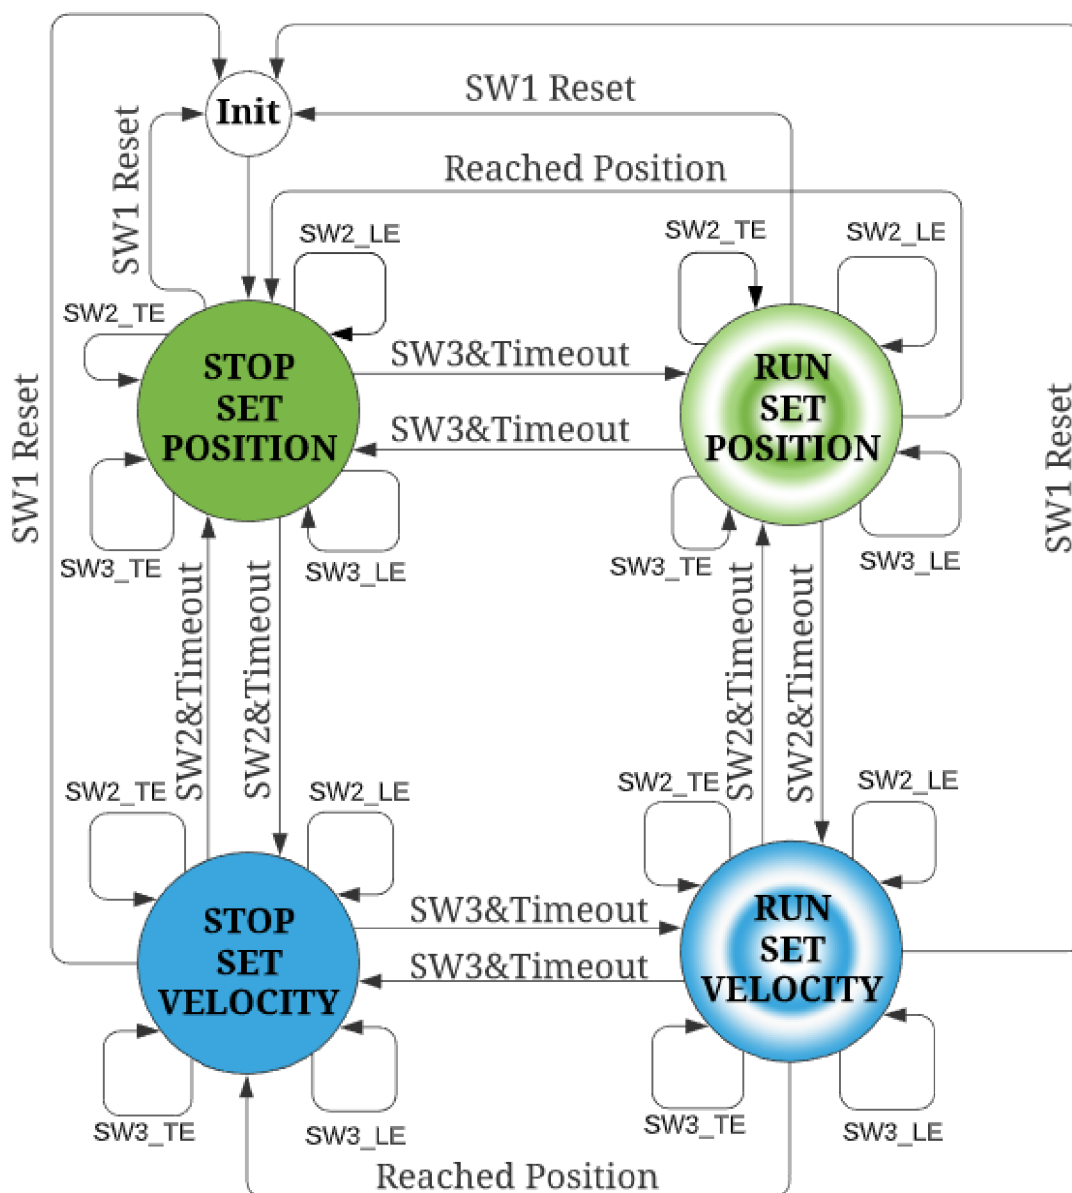 Init
SW1 Reset
SW1 Reset
Reached Position
SW2_LE
SW2_TE
SW2_LE
SW2_TE
STOP
SET
POSITION
SW3&Timeout
SW3&Timeout
RUN
SET
POSITION
SW1 Reset
SW1 Reset
SW3_TE
SW3_LE
SW3_TE
SW3_LE
SW2&Timeout
SW2&Timeout
SW2&Timeout
SW2&Timeout
SW2_TE
SW2_LE
SW2_TE
SW2_LE
STOP
SET
VELOCITY
SW3&Timeout
SW3&Timeout
RUN
SET
VELOCITY
SW3_TE
SW3_LE
SW3_TE
SW3_LE
Reached Position